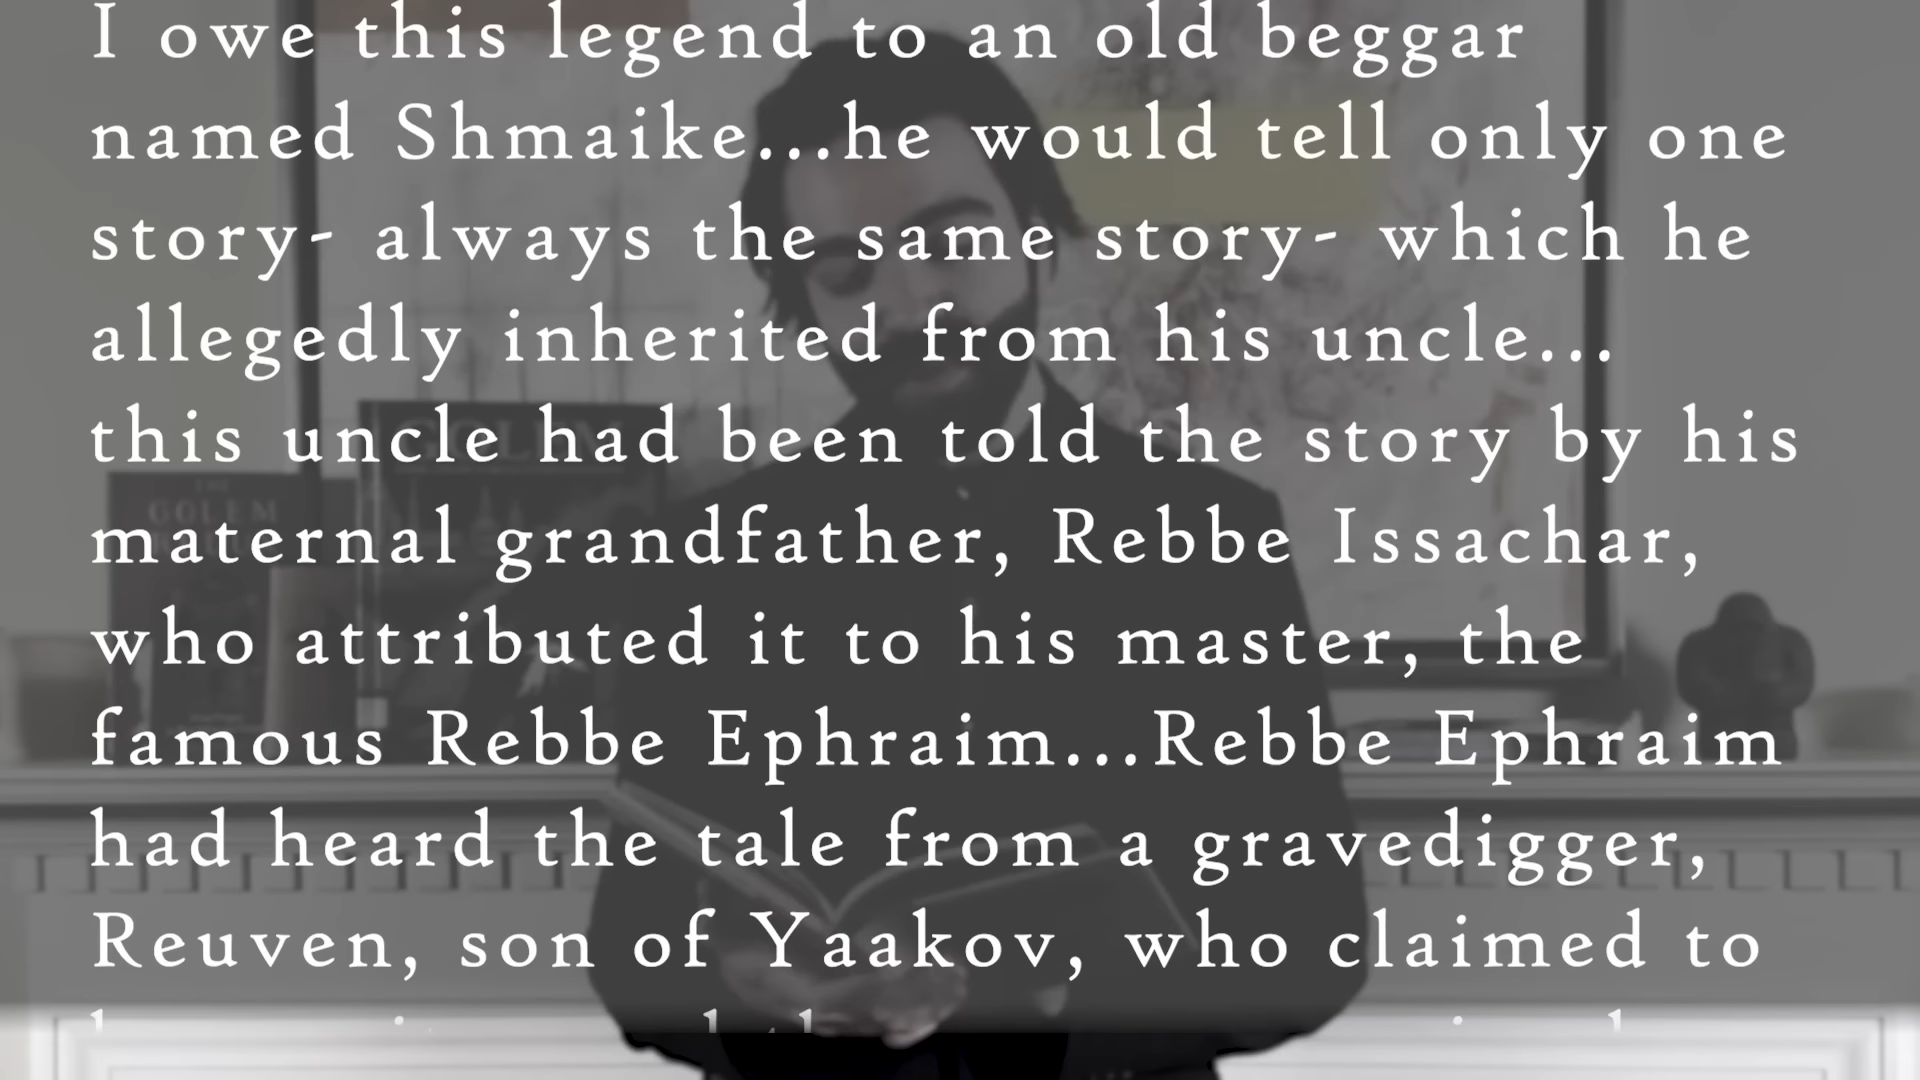 I owe this legend to an old beggar
named Shmaike...he would tell only one
story- always the same story- which he
allegedly inherited from his uncle...
this uncle had been told the story by his
maternal grandfather, Rebbe Issachar,
who attributed it to his master, the
famous Rebbe Ephraim...Rebbe Ephraim
had heard the tale from a gravedigger,
Reuven, son of Yaakov, who claimed to
THE
GOLEM